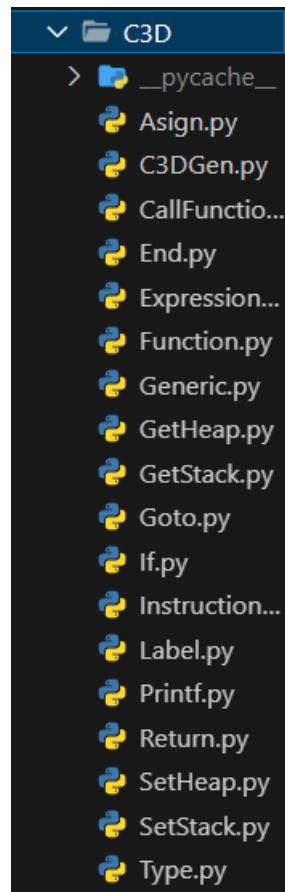 C3D
__pycache__
Asign.py
C3DGen.py
CallFunctio...
End.py
Expression...
Function.py
Generic.py
GetHeap.py
GetStack.py
Goto.py
If.py
Instruction...
Label.py
Printf.py
Return.py
SetHeap.py
SetStack.py
Type.py